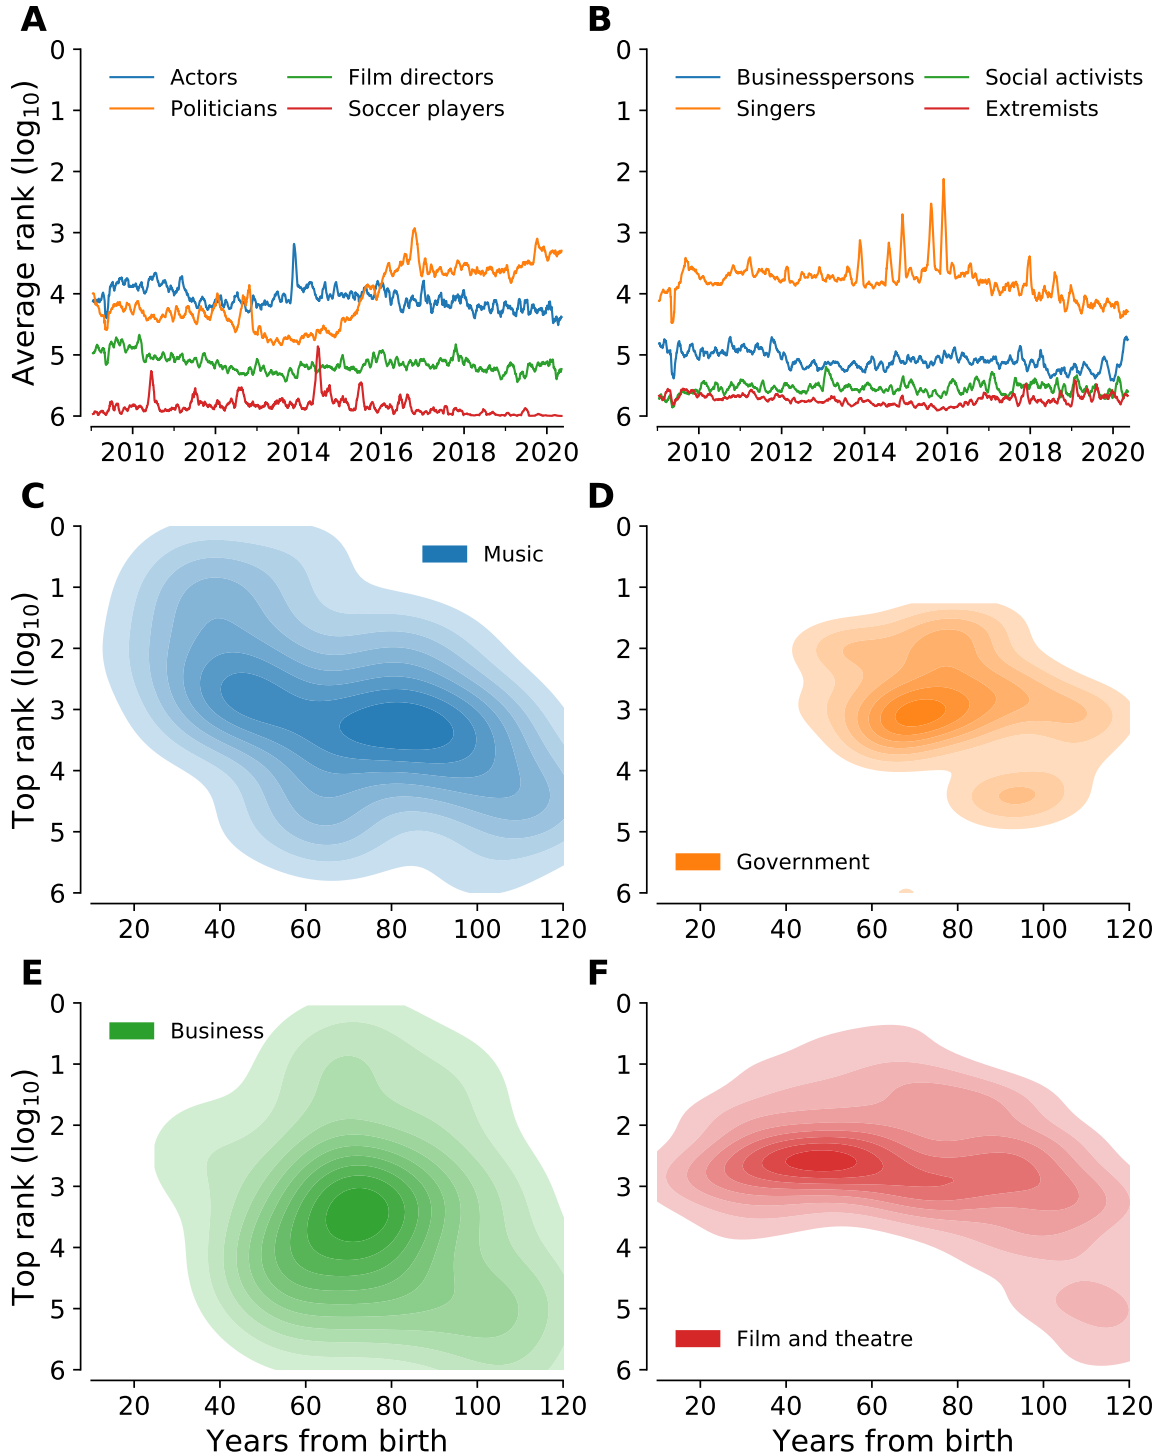 A
B
0
1
2
3
4
5
6
Average rank (log10)
Actors
Politicians
Film directors
Soccer players
2010 2012 2014 2016 2018 2020
0
1
2
3
4
5
6
Businesspersons
Singers
Social activists
Extremists
2010 2012 2014 2016 2018 2020
C
D
0
1
2
3
4
5
6
Top rank (log10)
Music
20 40 60 80 100 120
0
1
2
3
4
5
6
Government
20 40 60 80 100 120
E
F
0
1
2
3
4
5
6
Top rank (log10)
Business
20 40 60 80 100 120
Years from birth
0
1
2
3
4
5
6
Film and theatre
20 40 60 80 100 120
Years from birth